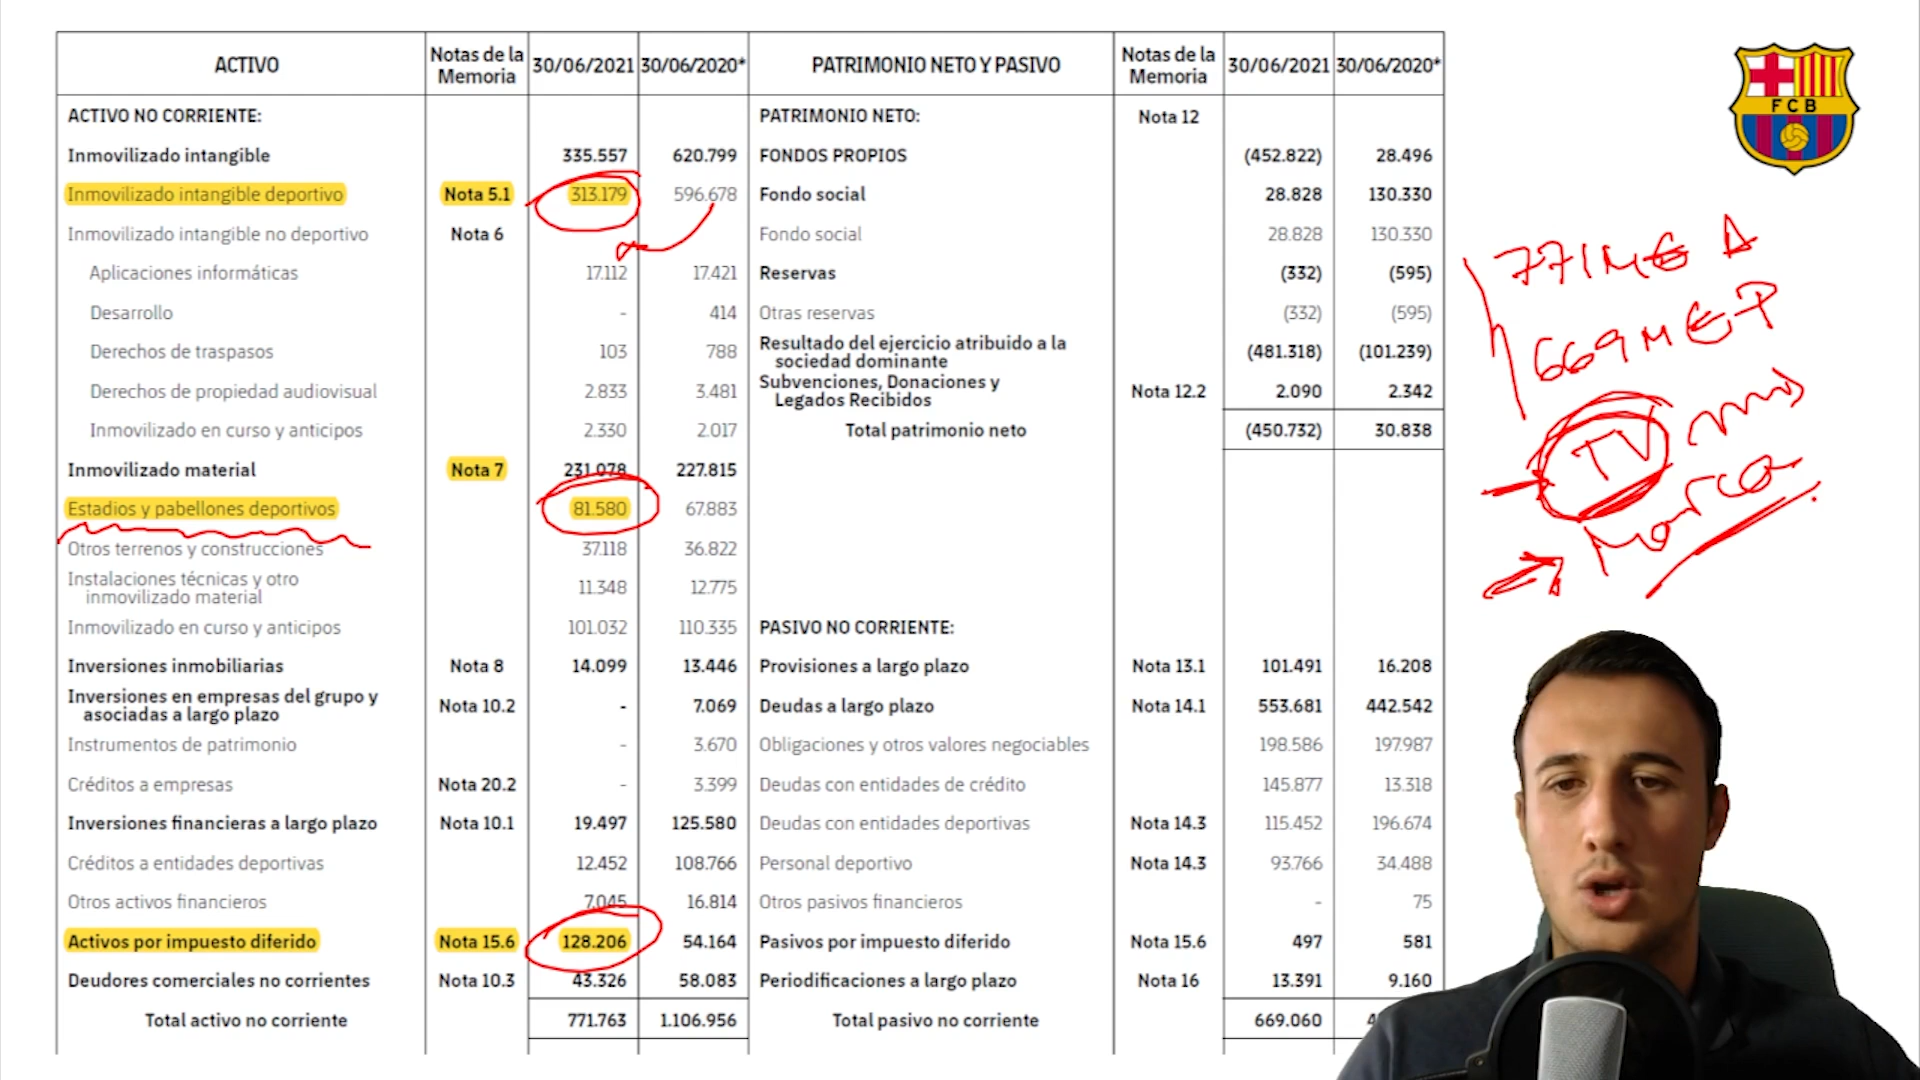 ACTIVO Notas de la Memoria 30/06/2021 30/06/2020* PATRIMONIO NETO Y PASIVO Notas de la Memoria 30/06/2021 30/06/2020*
ACTIVO NO CORRIENTE: PATRIMONIO NETO: Nota 12
Inmovilizado intangible 335.557 620.799 FONDOS PROPIOS (452.822) 28.496
Inmovilizado intangible deportivo Nota 5.1 313.179 596.678 Fondo social 28.828 130.330
Inmovilizado intangible no deportivo Nota 6 Fondo social 28.828 130.330
Aplicaciones informáticas 17.112 17.421 Reservas (332) (595)
Desarrollo - 414 Otras reservas (332) (595)
Derechos de traspasos 103 788 Resultado del ejercicio atribuido a la sociedad dominante (481.318) (101.239)
Derechos de propiedad audiovisual 2.833 3.481 Subvenciones, Donaciones y Legados Recibidos Nota 12.2 2.090 2.342
Inmovilizado en curso y anticipos 2.330 2.017 Total patrimonio neto (450.732) 30.838
Inmovilizado material Nota 7 231.078 227.815
Estadios y pabellones deportivos 81.580 67.883
Otros terrenos y construcciones 37.118 36.822
Instalaciones técnicas y otro inmovilizado material 11.348 12.775
Inmovilizado en curso y anticipos 101.032 110.335 PASIVO NO CORRIENTE:
Inversiones inmobiliarias Nota 8 14.099 13.446 Provisiones a largo plazo Nota 13.1 101.491 16.208
Inversiones en empresas del grupo y asociadas a largo plazo Nota 10.2 - 7.069 Deudas a largo plazo Nota 14.1 553.681 442.542
Instrumentos de patrimonio - 3.670 Obligaciones y otros valores negociables 198.586 197.987
Créditos a empresas Nota 20.2 - 3.399 Deudas con entidades de crédito 145.877 13.318
Inversiones financieras a largo plazo Nota 10.1 19.497 125.580 Deudas con entidades deportivas Nota 14.3 115.452 196.674
Créditos a entidades deportivas 12.452 108.766 Personal deportivo Nota 14.3 93.766 34.488
Otros activos financieros 7.045 16.814 Otros pasivos financieros - 75
Activos por impuesto diferido Nota 15.6 128.206 54.164 Pasivos por impuesto diferido Nota 15.6 497 581
Deudores comerciales no corrientes Nota 10.3 43.326 58.083 Periodificaciones a largo plazo Nota 16 13.391 9.160
Total activo no corriente 771.763 1.106.956 Total pasivo no corriente 669.060
FCB
771M€ A
669M€ P
TV
Marca